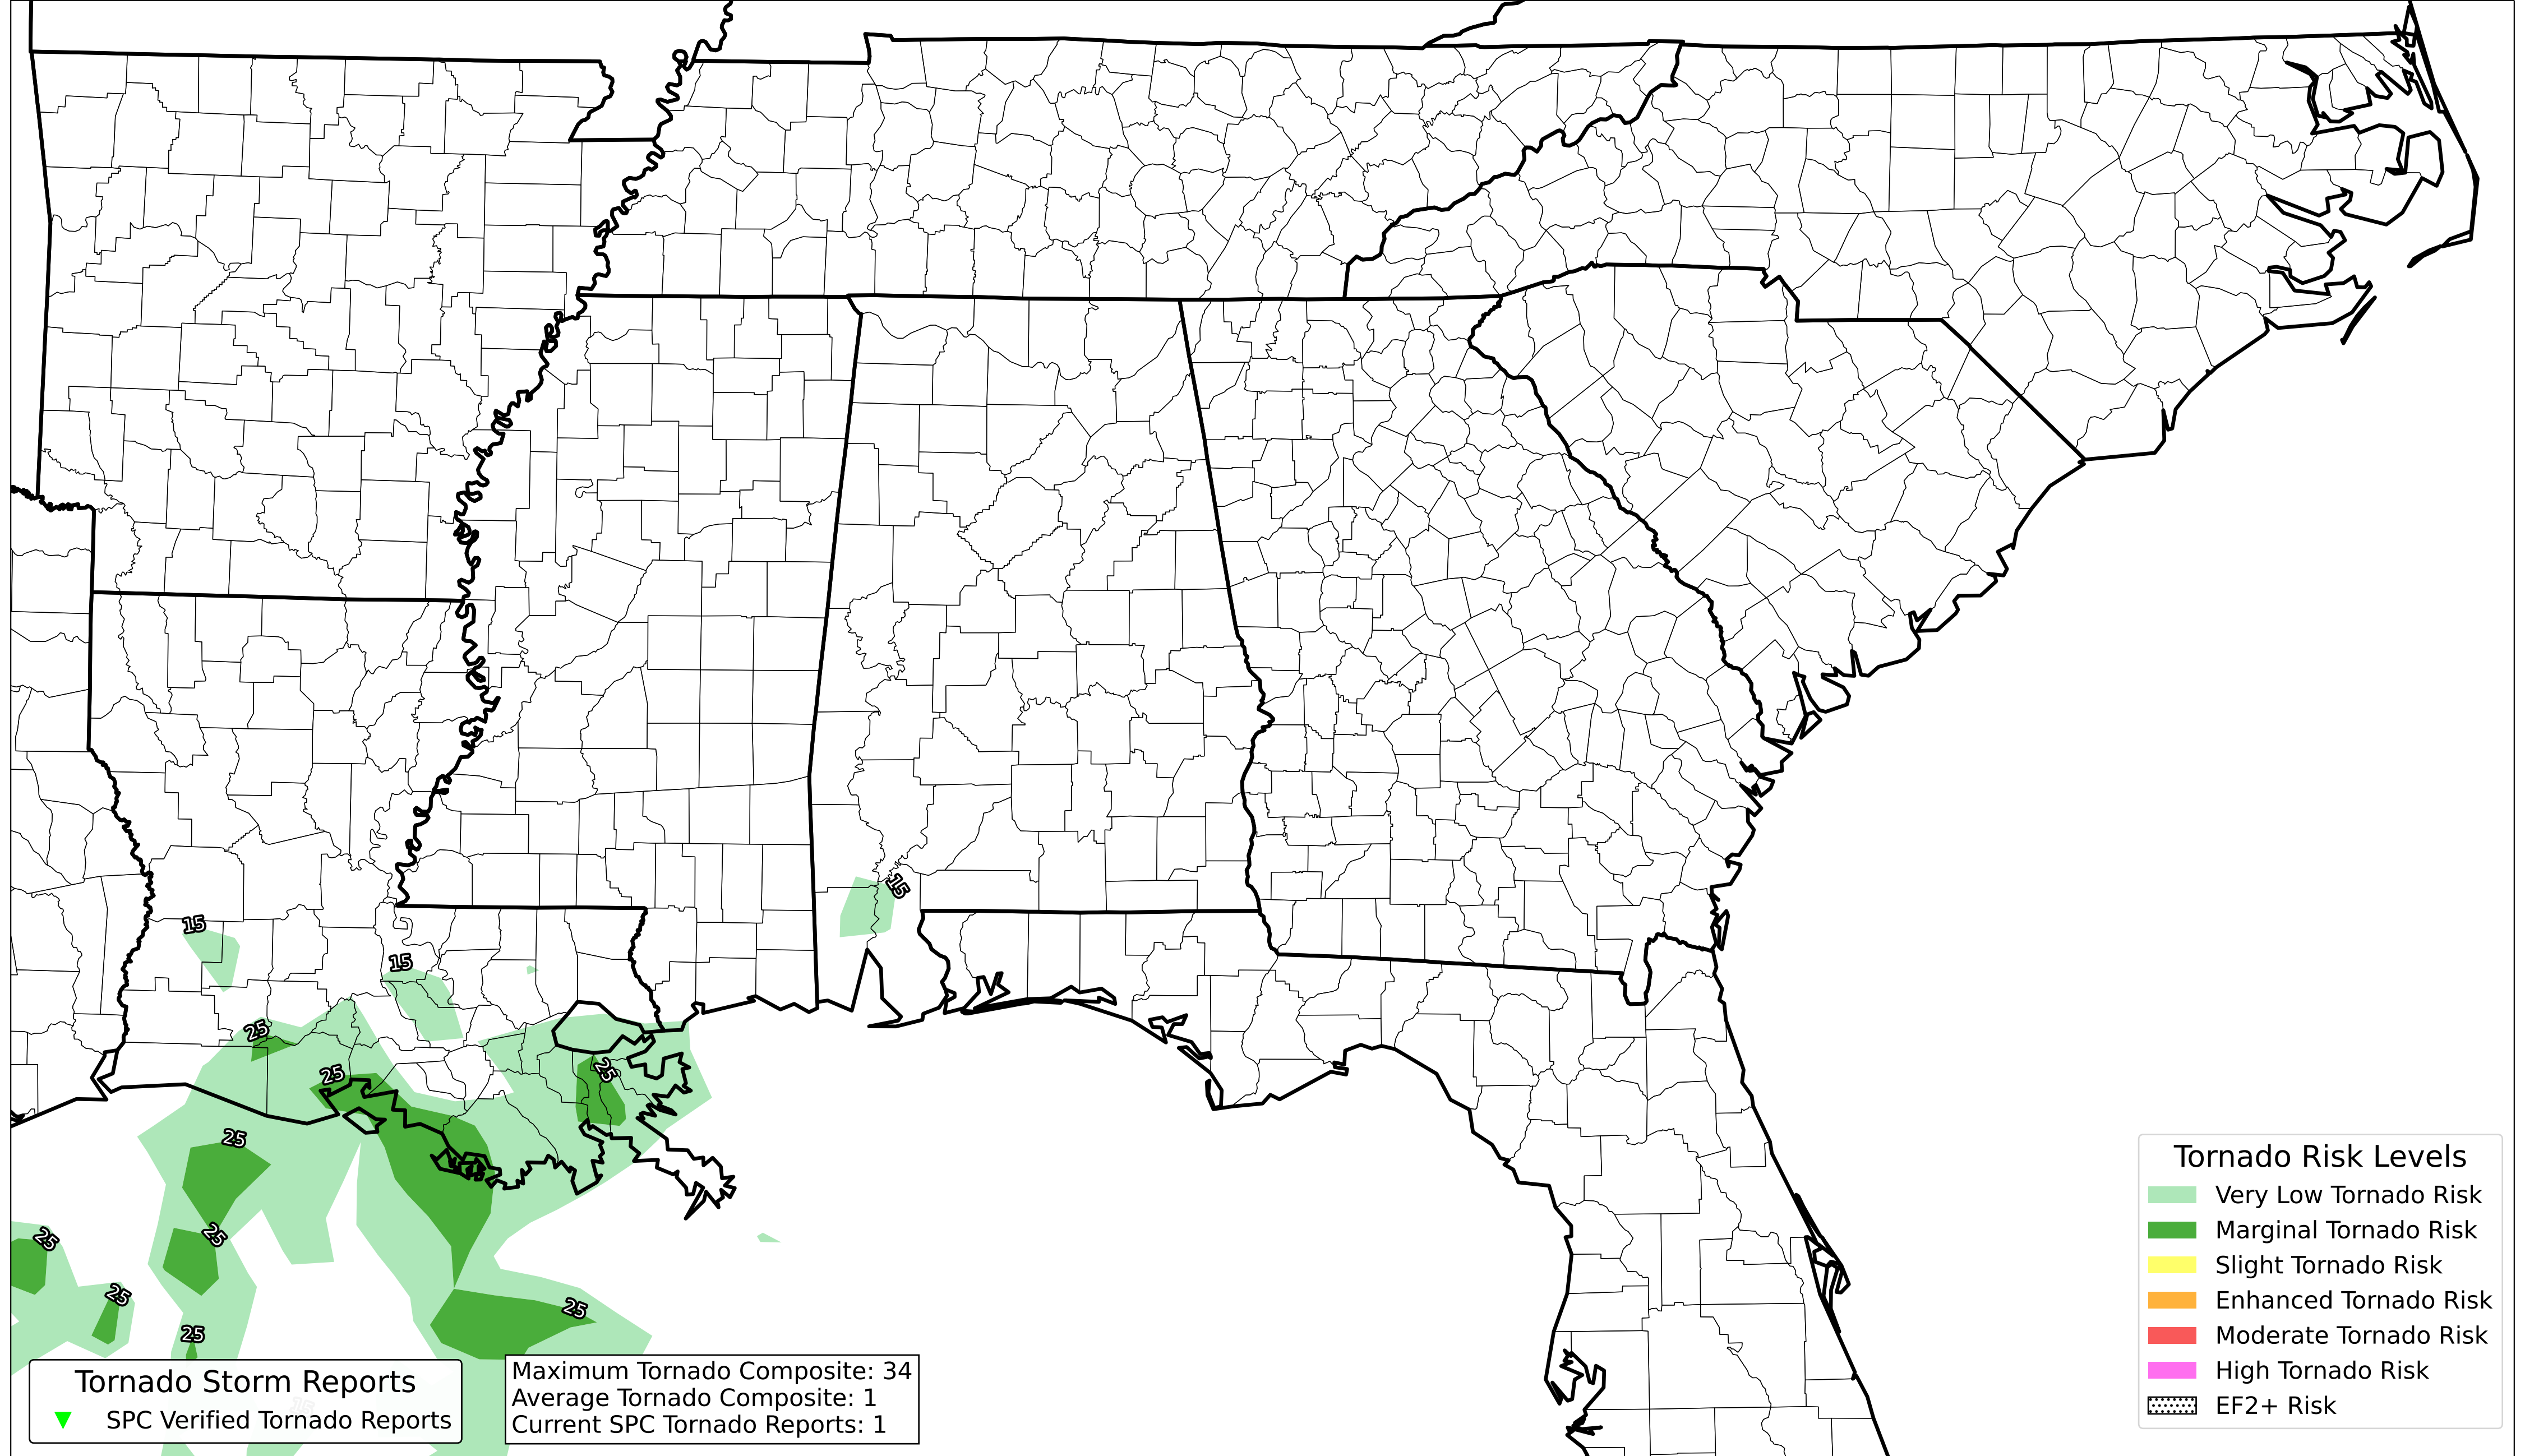 15
15
15
25
25
25
25
25
25
25
25
25
Tornado Storm Reports
SPC Verified Tornado Reports
Maximum Tornado Composite: 34
Average Tornado Composite: 1
Current SPC Tornado Reports: 1
Tornado Risk Levels
Very Low Tornado Risk
Marginal Tornado Risk
Slight Tornado Risk
Enhanced Tornado Risk
Moderate Tornado Risk
High Tornado Risk
EF2+ Risk